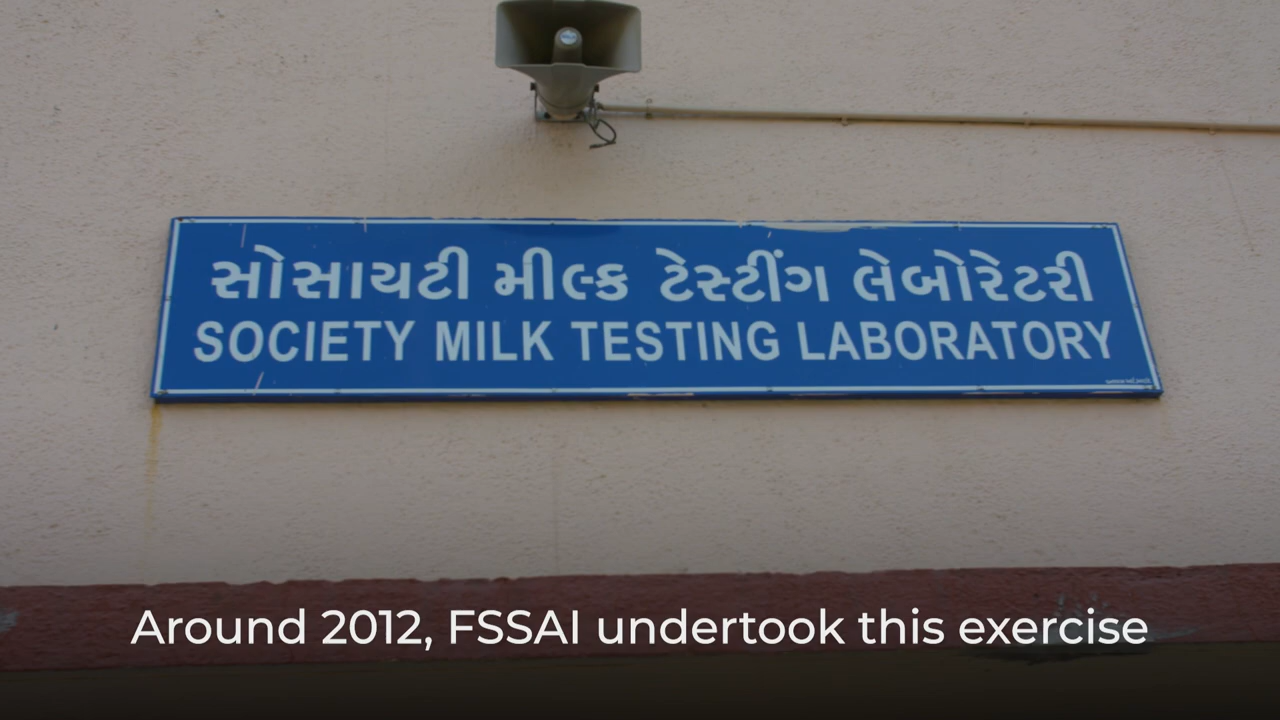 સોસાયટી મીલ્ક ટેસ્ટીંગ લેબોરેટરી
SOCIETY MILK TESTING LABORATORY
Around 2012, FSSAI undertook this exercise